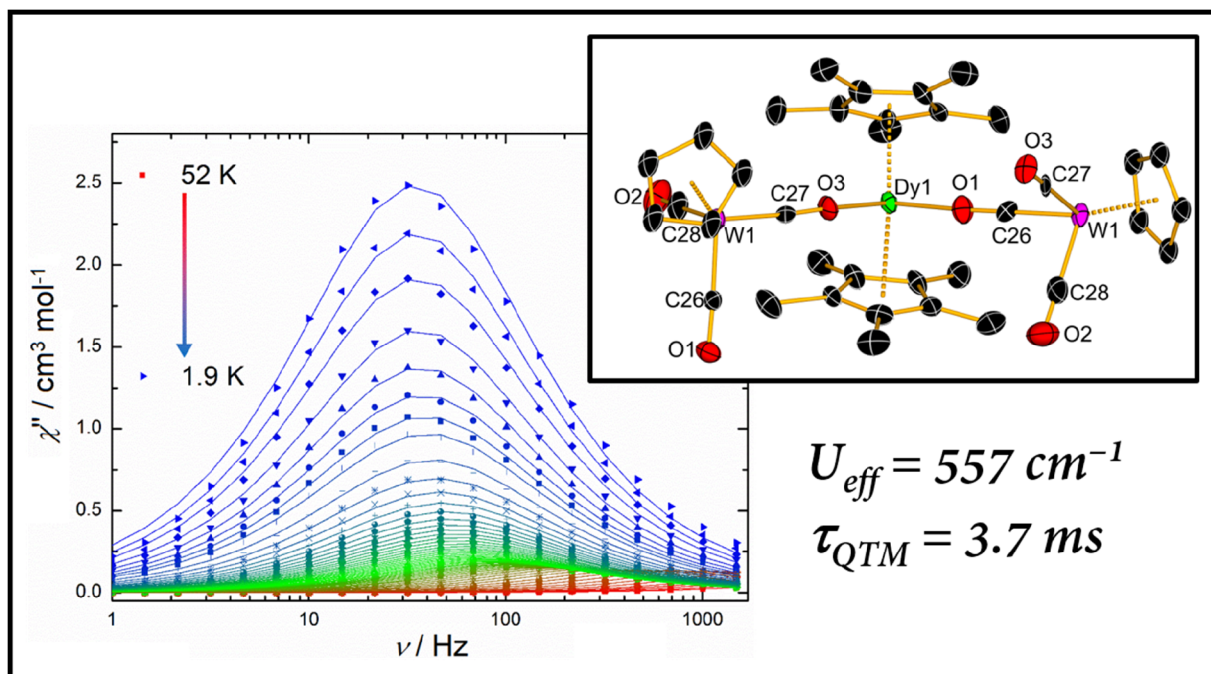 52 K
1.9 K
2.5
2.0
1.5
1.0
0.5
0.0
1
10
100
1000
χ'' / cm³ mol⁻¹
ν / Hz
O3
C27
W1
C26
O1
Dy1
O3
C27
O2
W1
C28
C26
O1
C28
O2
U_eff = 557 cm⁻¹
τ_QTM = 3.7 ms